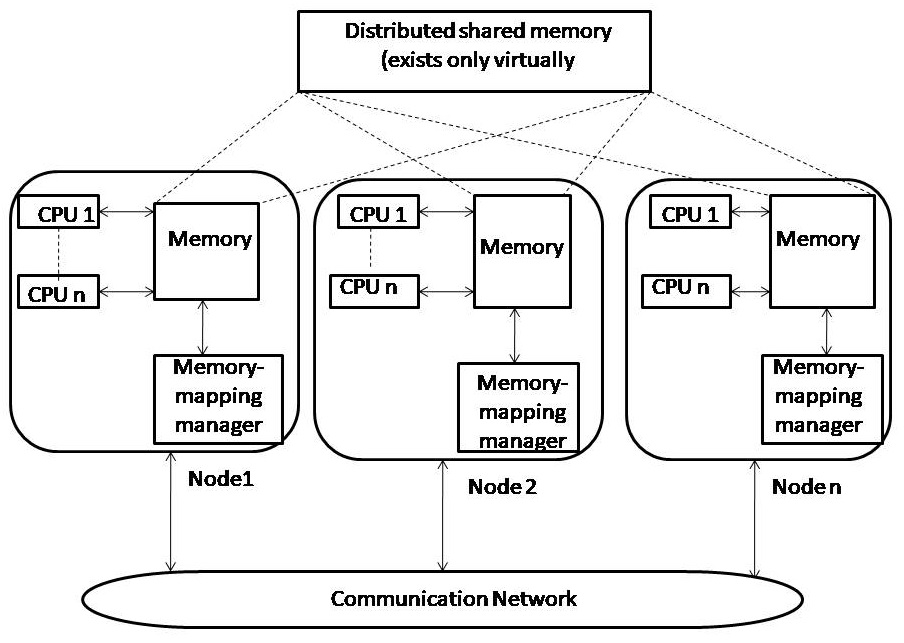 Distributed shared memory
(exists only virtually
CPU 1
Memory
CPU n
Memory-
mapping
manager
Node1
CPU 1
Memory
CPU n
Memory-
mapping
manager
Node 2
CPU 1
Memory
CPU n
Memory-
mapping
manager
Node n
Communication Network